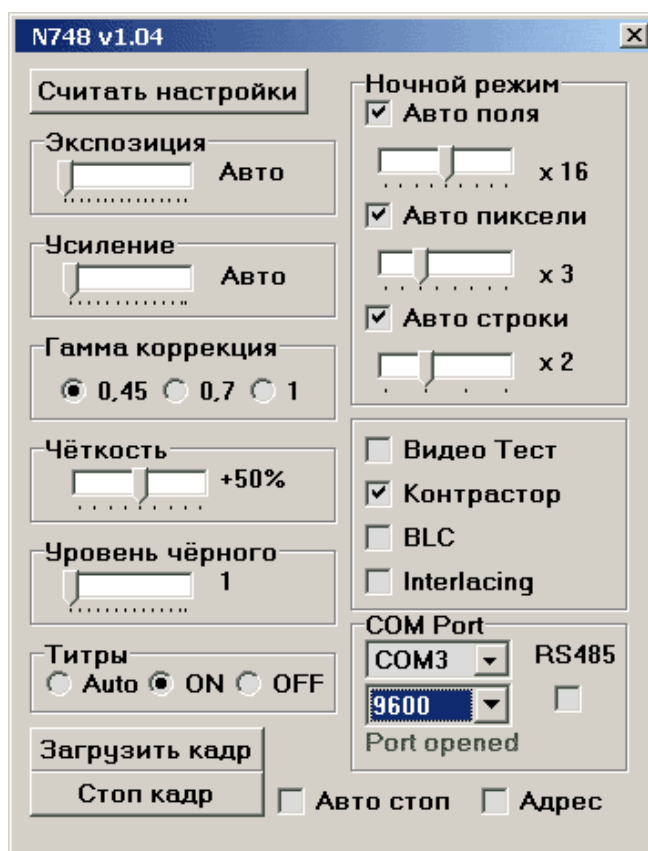 N748 v1.04
Считать настройки
Экспозиция
Авто
Усиление
Авто
Гамма коррекция
0,45 0,7 1
Чёткость
+50%
Уровень чёрного
1
Титры
Auto ON OFF
Загрузить кадр
Стоп кадр
Ночной режим
Авто поля
x 16
Авто пиксели
x 3
Авто строки
x 2
Видео Тест
Контрастор
BLC
Interlacing
COM Port
COM3 RS485
9600
Port opened
Авто стоп Адрес